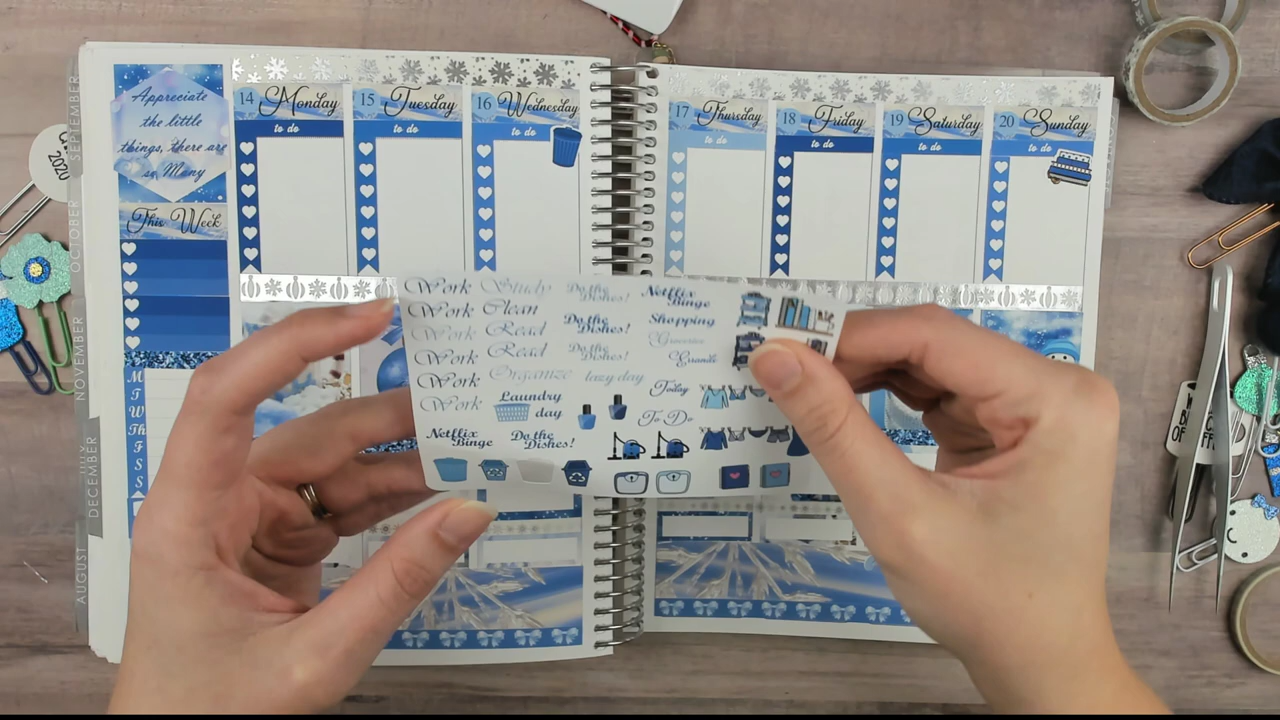 SEPTEMBER
OCTOBER
NOVEMBER
DECEMBER
AUGUST
2020
Appreciate
the little
things, there are
so Many
This Week
M
T
W
Th
F
S
S
14 Monday
to do
15 Tuesday
to do
16 Wednesday
to do
17 Thursday
to do
18 Friday
to do
19 Saturday
to do
20 Sunday
to do
Work Study Do the Dishes! Netflix Binge
Work Clean Do the Dishes! Shopping
Work Read Do the Dishes! Groceries
Work Read Errands
Work Organize lazy day Today
Work Laundry day To Do
Netflix Binge Do the Dishes!